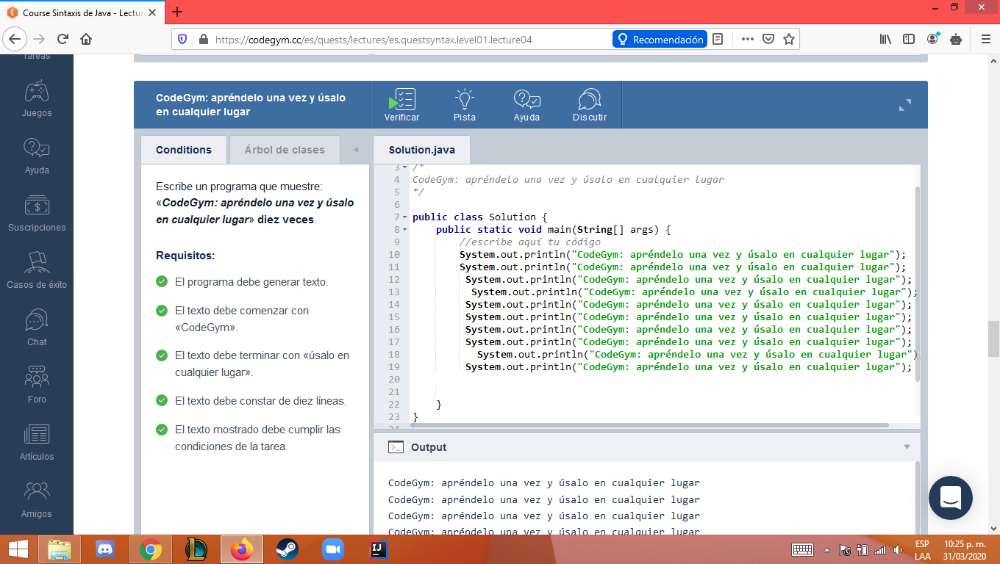 Course Sintaxis de Java - Lectur
https://codegym.cc/es/quests/lectures/es.questsyntax.level01.lecture04
Recomendación
Tareas
Juegos
Ayuda
Suscripciones
Casos de éxito
Chat
Foro
Artículos
Amigos
CodeGym: apréndelo una vez y úsalo
en cualquier lugar
Verificar
Pista
Ayuda
Discutir
Conditions
Árbol de clases
Escribe un programa que muestre:
«CodeGym: apréndelo una vez y úsalo
en cualquier lugar» diez veces.
Requisitos:
El programa debe generar texto.
El texto debe comenzar con
«CodeGym».
El texto debe terminar con «úsalo en
cualquier lugar».
El texto debe constar de diez líneas.
El texto mostrado debe cumplir las
condiciones de la tarea.
Solution.java
3 /*
4 CodeGym: apréndelo una vez y úsalo en cualquier lugar
5 */
6
7 public class Solution {
8 public static void main(String[] args) {
9 //escribe aquí tu código
10 System.out.println("CodeGym: apréndelo una vez y úsalo en cualquier lugar");
11 System.out.println("CodeGym: apréndelo una vez y úsalo en cualquier lugar");
12 System.out.println("CodeGym: apréndelo una vez y úsalo en cualquier lugar");
13 System.out.println("CodeGym: apréndelo una vez y úsalo en cualquier lugar");
14 System.out.println("CodeGym: apréndelo una vez y úsalo en cualquier lugar");
15 System.out.println("CodeGym: apréndelo una vez y úsalo en cualquier lugar");
16 System.out.println("CodeGym: apréndelo una vez y úsalo en cualquier lugar");
17 System.out.println("CodeGym: apréndelo una vez y úsalo en cualquier lugar");
18 System.out.println("CodeGym: apréndelo una vez y úsalo en cualquier lugar")
19 System.out.println("CodeGym: apréndelo una vez y úsalo en cualquier lugar");
20
21
22 }
23 }
24
Output
CodeGym: apréndelo una vez y úsalo en cualquier lugar
CodeGym: apréndelo una vez y úsalo en cualquier lugar
CodeGym: apréndelo una vez y úsalo en cualquier lugar
CodeGym: apréndelo una vez y úsalo en cualquier lugar
IJ
ESP
LAA
10:25 p. m.
31/03/2020